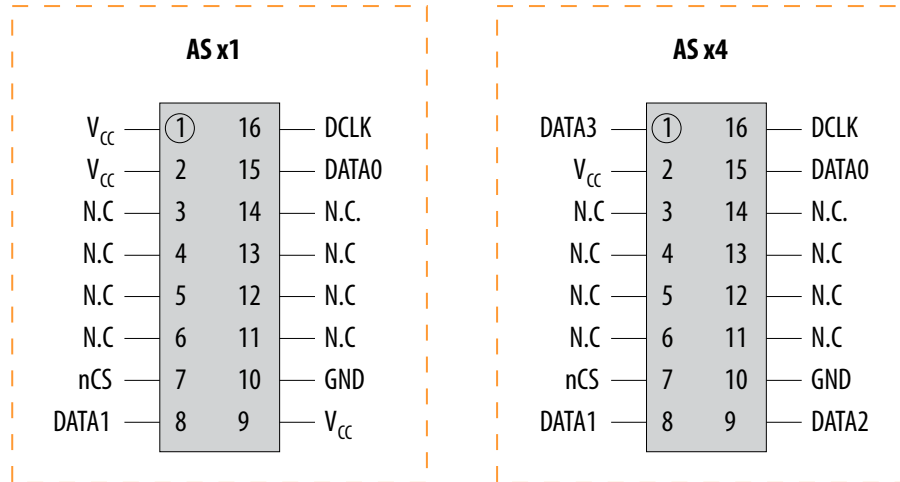 AS x1
VCC 1 16 DCLK
VCC 2 15 DATA0
N.C 3 14 N.C.
N.C 4 13 N.C
N.C 5 12 N.C
N.C 6 11 N.C
nCS 7 10 GND
DATA1 8 9 VCC
AS x4
DATA3 1 16 DCLK
VCC 2 15 DATA0
N.C 3 14 N.C.
N.C 4 13 N.C
N.C 5 12 N.C
N.C 6 11 N.C
nCS 7 10 GND
DATA1 8 9 DATA2